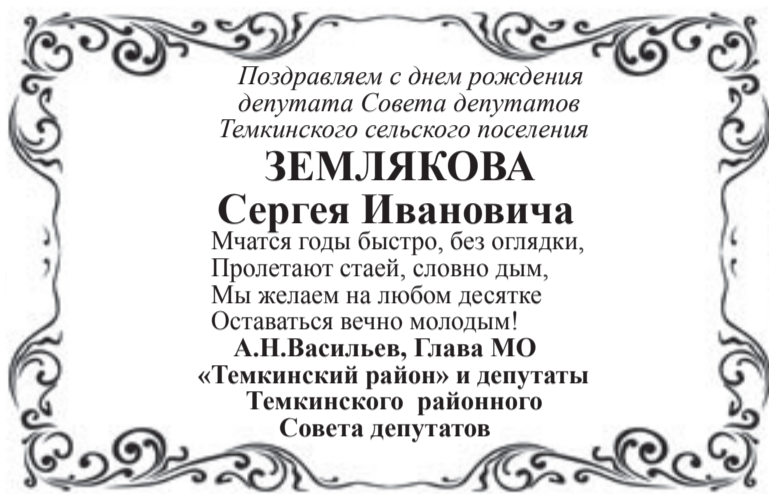 Поздравляем с днем рождения
депутата Совета депутатов
Темкинского сельского поселения
ЗЕМЛЯКОВА
Сергея Ивановича
Мчатся годы быстро, без оглядки,
Пролетают стаей, словно дым,
Мы желаем на любом десятке
Оставаться вечно молодым!
А.Н.Васильев, Глава МО
«Темкинский район» и депутаты
Темкинского районного
Совета депутатов